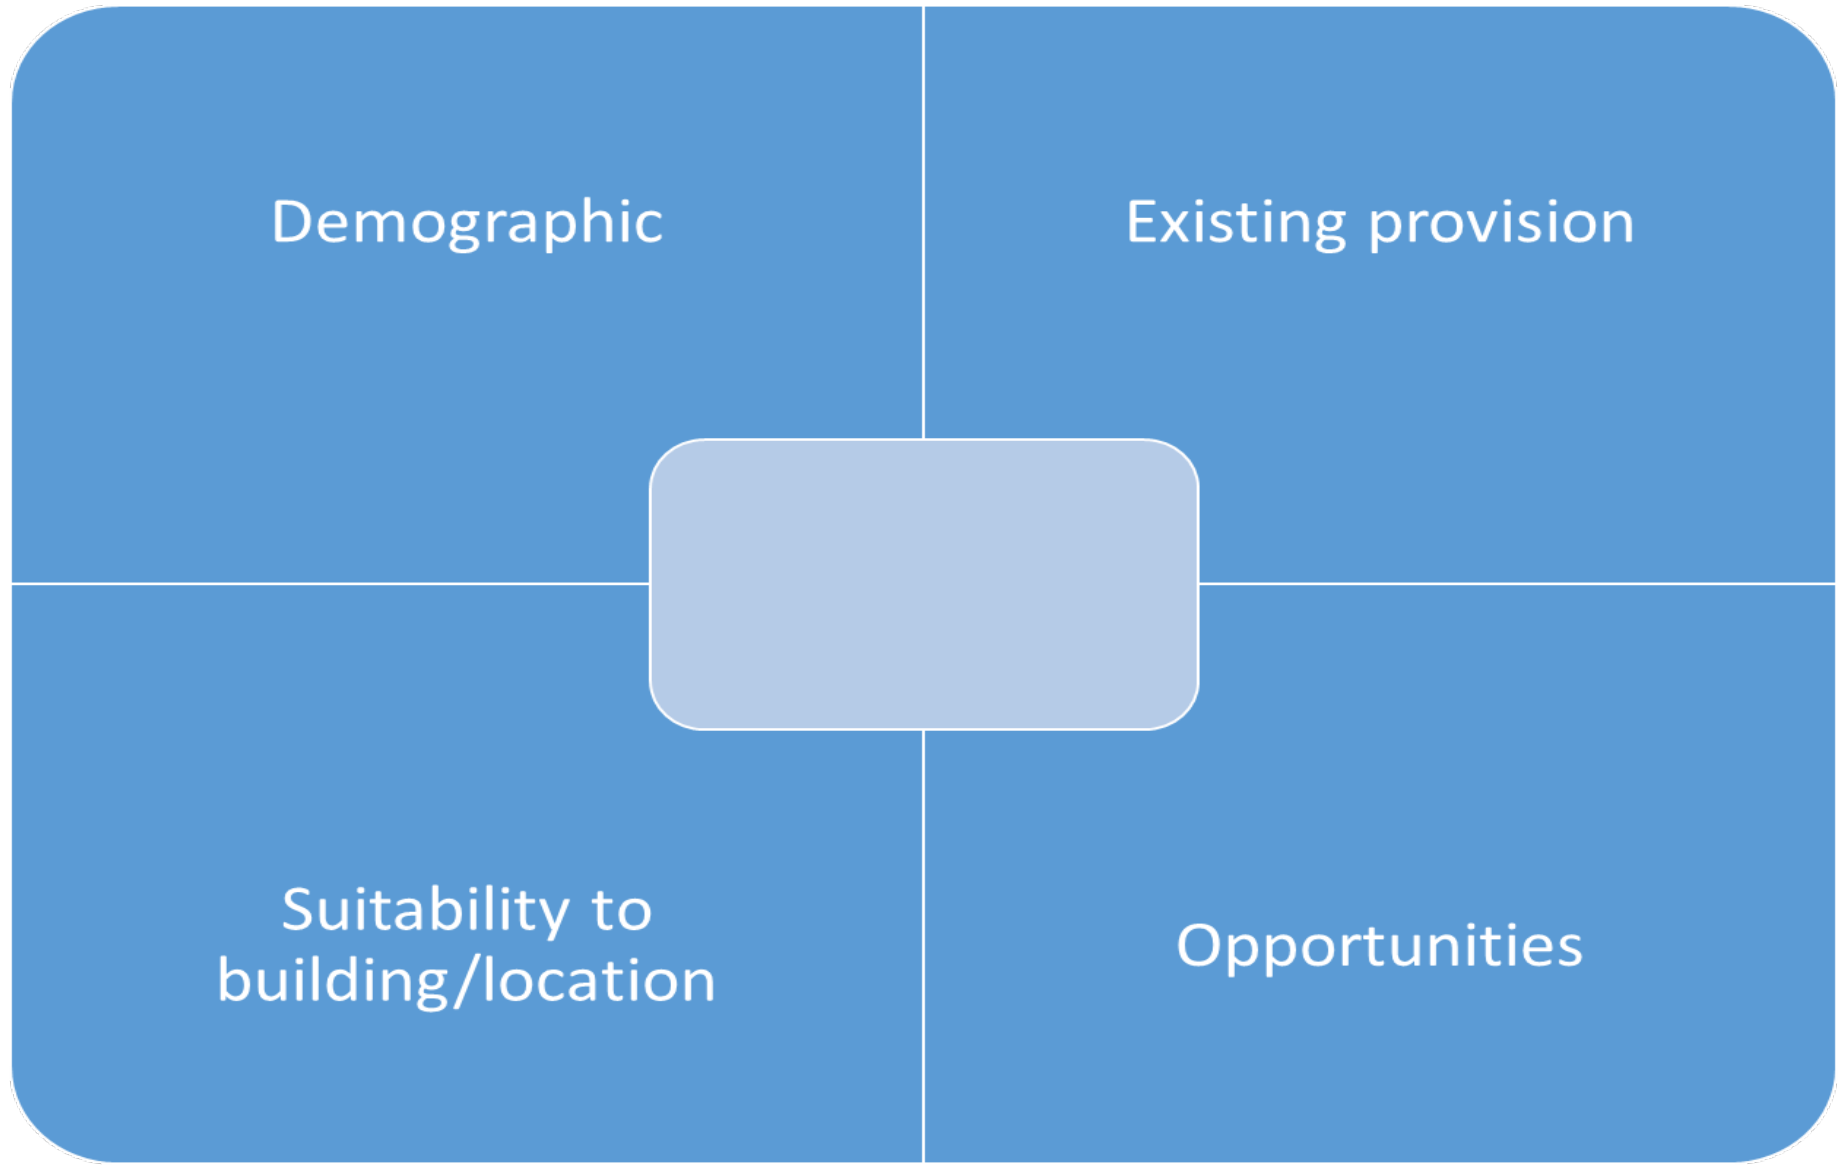 Demographic
Existing provision
Suitability to
building/location
Opportunities